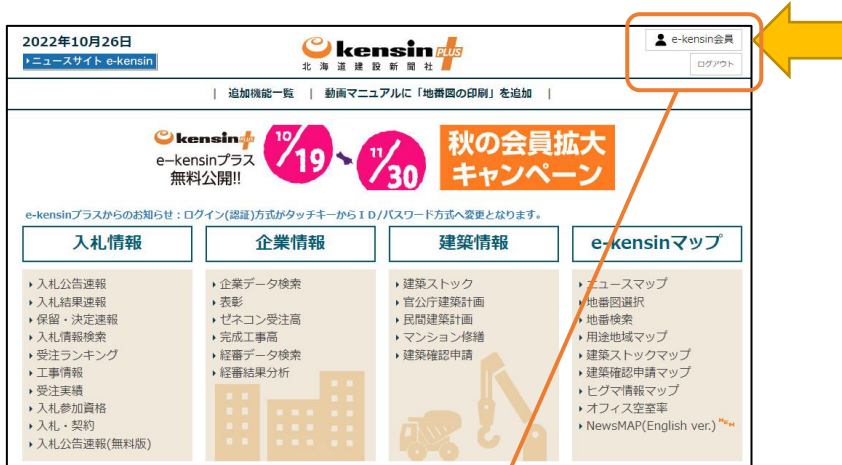 2022年10月26日
▸ニュースサイト e-kensin
e kensin PLUS
北海道建設新聞社
e-kensin会員
ログアウト
| 追加機能一覧 | 動画マニュアルに「地番図の印刷」を追加 |
e kensin
e-kensinプラス
無料公開!!
10/19
11/30
秋の会員拡大
キャンペーン
e-kensinプラスからのお知らせ：ログイン(認証)方式がタッチキーからＩＤ/パスワード方式へ変更となります。
入札情報
入札公告速報
入札結果速報
保留・決定速報
入札情報検索
受注ランキング
工事情報
受注実績
入札参加資格
入札・契約
入札公告速報(無料版)
企業情報
企業データ検索
表彰
ゼネコン受注高
完成工事高
経審データ検索
経審結果分析
建築情報
建築ストック
官公庁建築計画
民間建築計画
マンション修繕
建築確認申請
e-kensinマップ
ニュースマップ
地番図選択
地番検索
用途地域マップ
建築ストックマップ
建築確認申請マップ
ヒグマ情報マップ
オフィス空室率
NewsMAP(English ver.) NEW